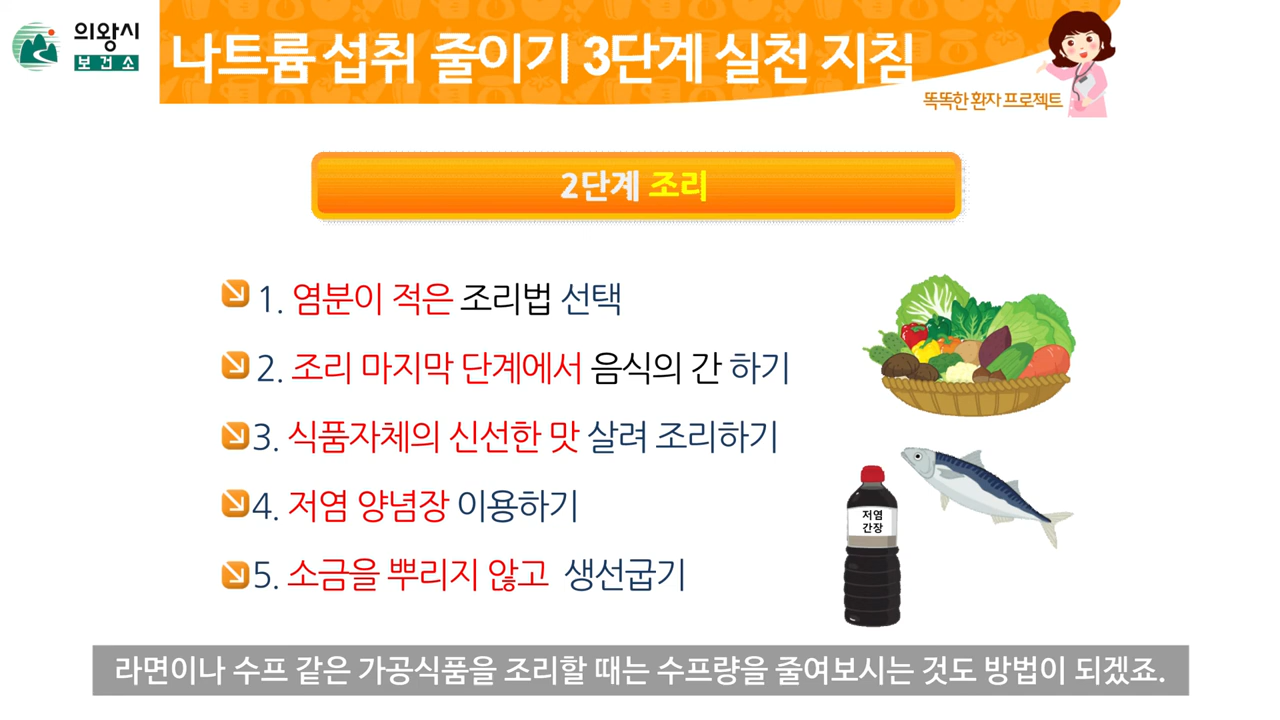 의왕시
보건소
나트륨 섭취 줄이기 3단계 실천 지침
똑똑한 환자 프로젝트
2단계 조리
1. 염분이 적은 조리법 선택
2. 조리 마지막 단계에서 음식의 간 하기
3. 식품자체의 신선한 맛 살려 조리하기
4. 저염 양념장 이용하기
5. 소금을 뿌리지 않고 생선굽기
저염
간장
라면이나 수프 같은 가공식품을 조리할 때는 수프량을 줄여보시는 것도 방법이 되겠죠.